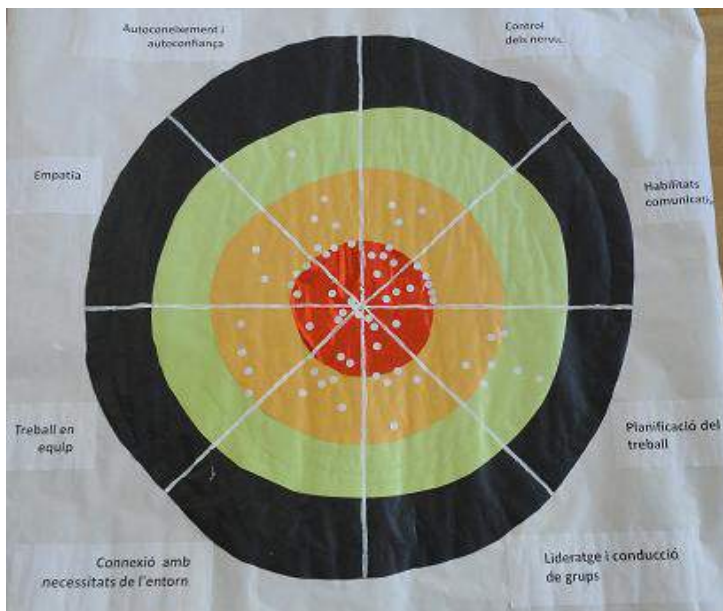 Autoconeixement i
autoconfiança
Control
dels nervis.
Empatia
Habilitats
Treball en
equip
Planificació del
treball
Connexió amb
necessitats de l'entorn
Lideratge i conducció
de grups